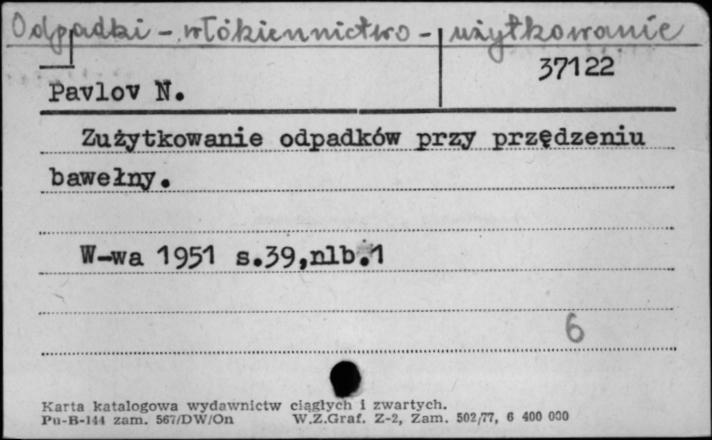 Odpadki - włókiennictwo - użytkowanie
37122
Pavlov N.
Zużytkowanie odpadków przy przędzeniu
bawełny.
W-wa 1951 s.39,nlb.1
6
Karta katalogowa wydawnictw ciągłych i zwartych.
Pu-B-144 zam. 567/DW/On W.Z.Graf. Z-2, Zam. 502/77, 6 400 000